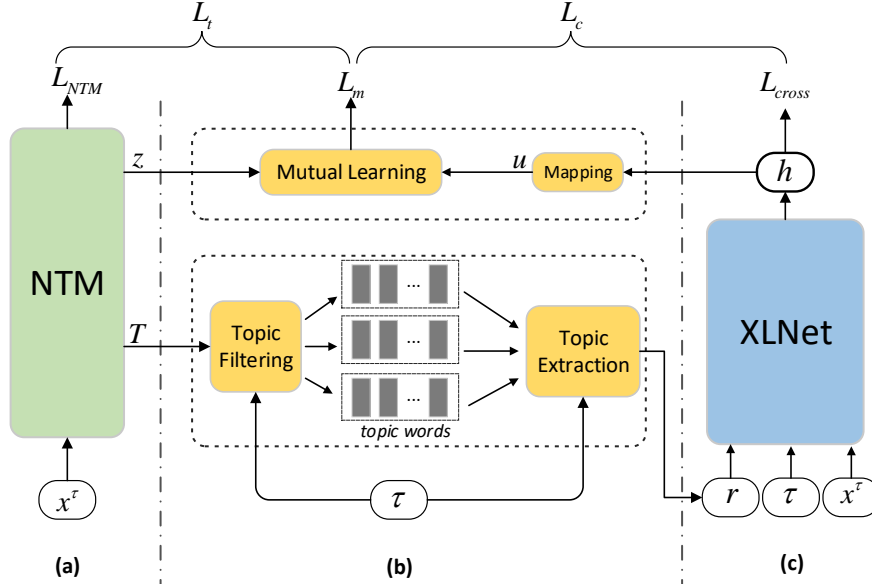 L_t
L_c
L_NTM
L_m
L_cross
z
Mutual Learning
u
Mapping
h
NTM
T
Topic Filtering
...
...
...
topic words
Topic Extraction
XLNet
x^τ
τ
r
τ
x^τ
(a)
(b)
(c)